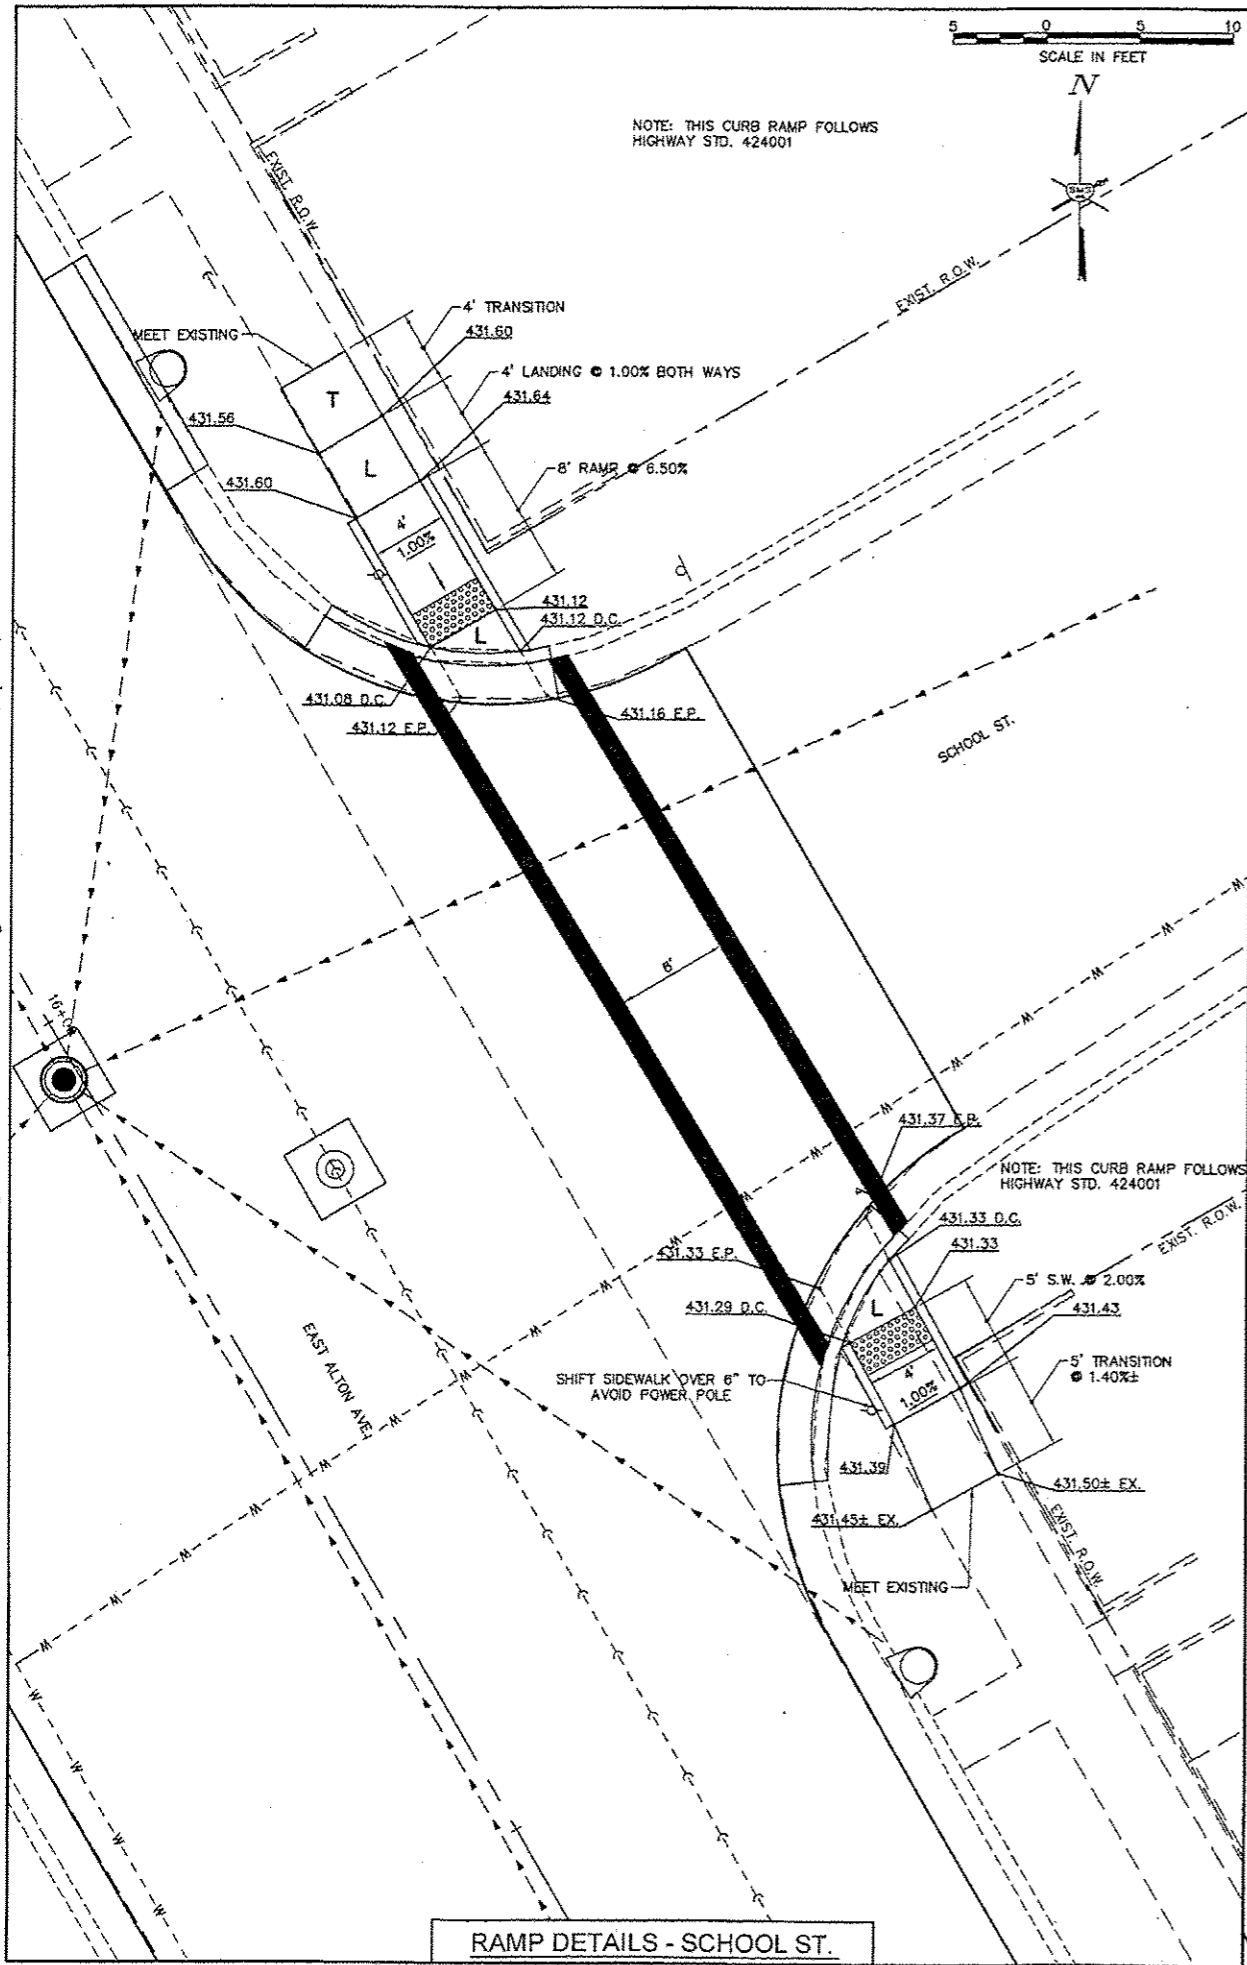 5 0 5 10
SCALE IN FEET
N
NOTE: THIS CURB RAMP FOLLOWS
HIGHWAY STD. 424001
SMS
EXIST. R.O.W.
EXIST. R.O.W.
4' TRANSITION
431.60
MEET EXISTING
4' LANDING @ 1.00% BOTH WAYS
431.64
T
431.56
L
8' RAMP @ 6.50%
431.60
4'
1.00%
431.12
431.12 D.C.
L
431.08 D.C.
431.12 E.P.
431.16 E.P.
SCHOOL ST.
6'
16+00
W W W W W W W W W W W W W W W W W W W
431.37 E.P.
NOTE: THIS CURB RAMP FOLLOWS
HIGHWAY STD. 424001
431.33 D.C.
431.33
EXIST. R.O.W.
431.33 E.P.
5' S.W. @ 2.00%
431.29 D.C.
L
431.43
EAST ALTON AVE.
SHIFT SIDEWALK OVER 6" TO
AVOID POWER POLE
4'
1.00%
5' TRANSITION
@ 1.40%±
431.39
431.50± EX.
431.45± EX.
EXIST. R.O.W.
MEET EXISTING
RAMP DETAILS - SCHOOL ST.